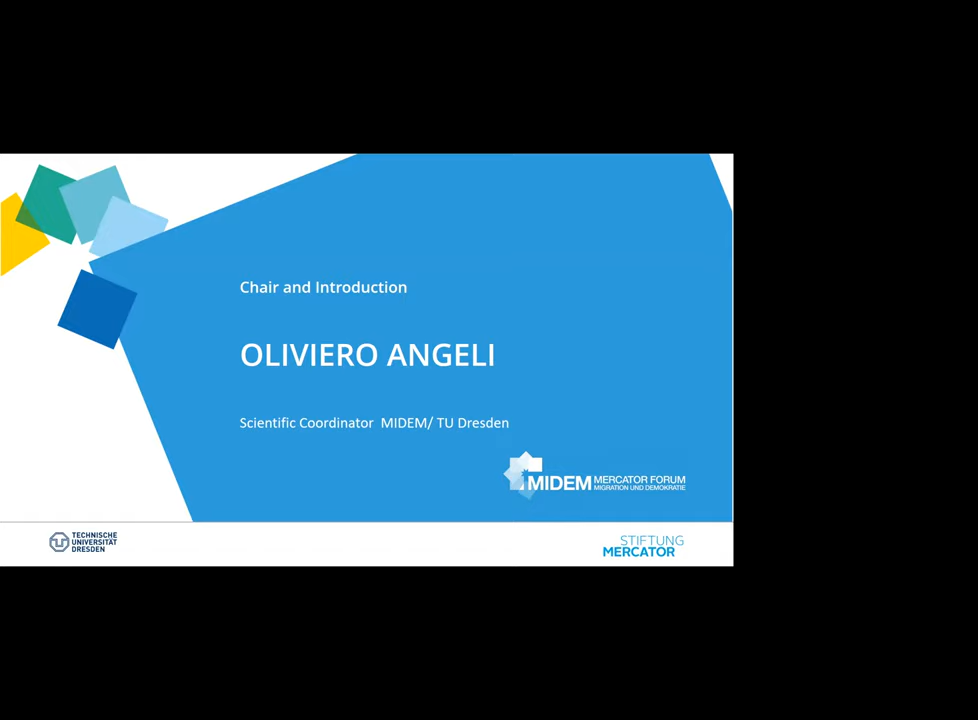 Chair and Introduction
OLIVIERO ANGELI
Scientific Coordinator  MIDEM/ TU Dresden
MIDEM MERCATOR FORUM
MIGRATION UND DEMOKRATIE
TECHNISCHE
UNIVERSITÄT
DRESDEN
STIFTUNG
MERCATOR